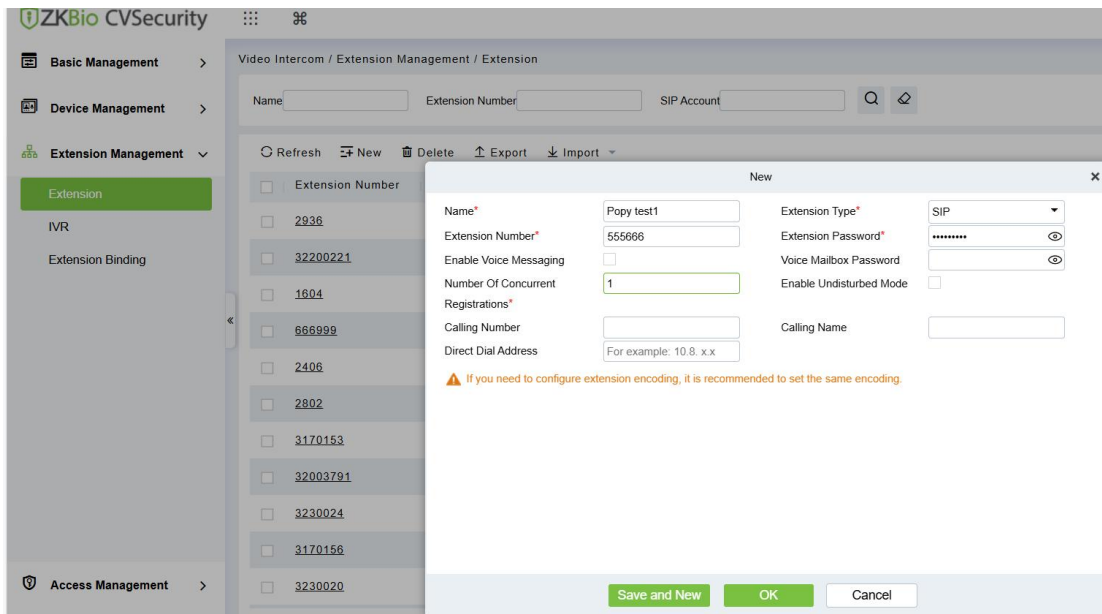 ZKBio CVSecurity
Basic Management
Device Management
Extension Management
Extension
IVR
Extension Binding
Access Management
Video Intercom / Extension Management / Extension
Name Extension Number SIP Account
Refresh New Delete Export Import
Extension Number
2936
32200221
1604
666999
2406
2802
3170153
32003791
3230024
3170156
3230020
New
Name* Popy test1 Extension Type* SIP
Extension Number* 555666 Extension Password* •••••••••
Enable Voice Messaging Voice Mailbox Password
Number Of Concurrent Registrations* 1 Enable Undisturbed Mode
Calling Number Calling Name
Direct Dial Address For example: 10.8. x.x
If you need to configure extension encoding, it is recommended to set the same encoding.
Save and New OK Cancel